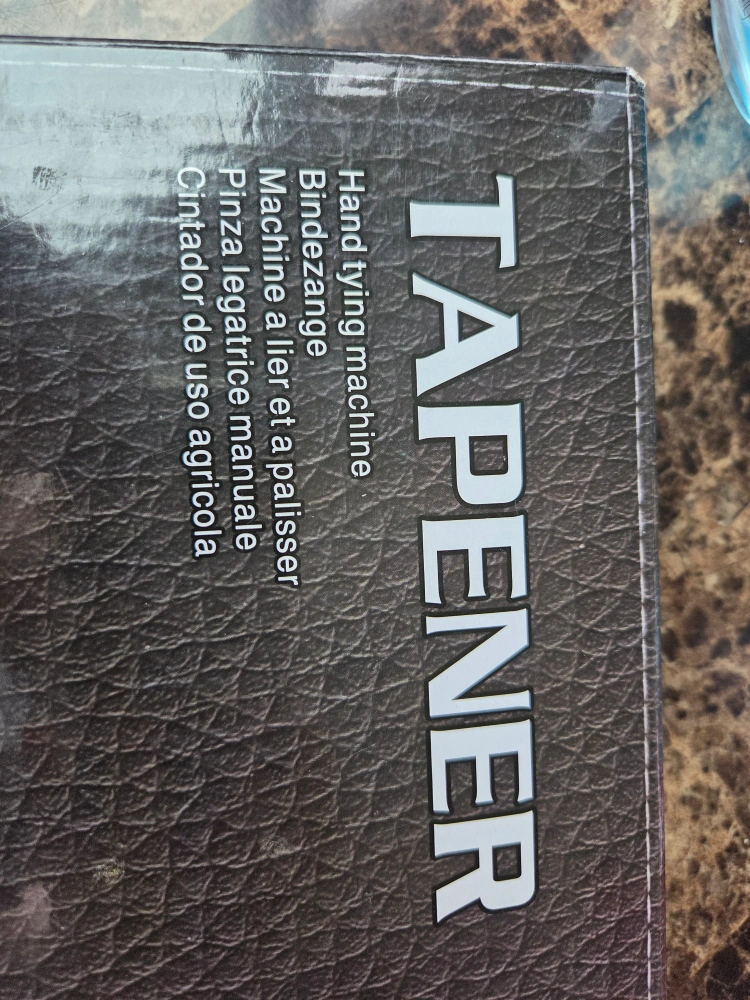 TAPENER
Hand tying machine
Bindezange
Machine a lier et a palisser
Pinza legatrice manuale
Cintador de uso agricola